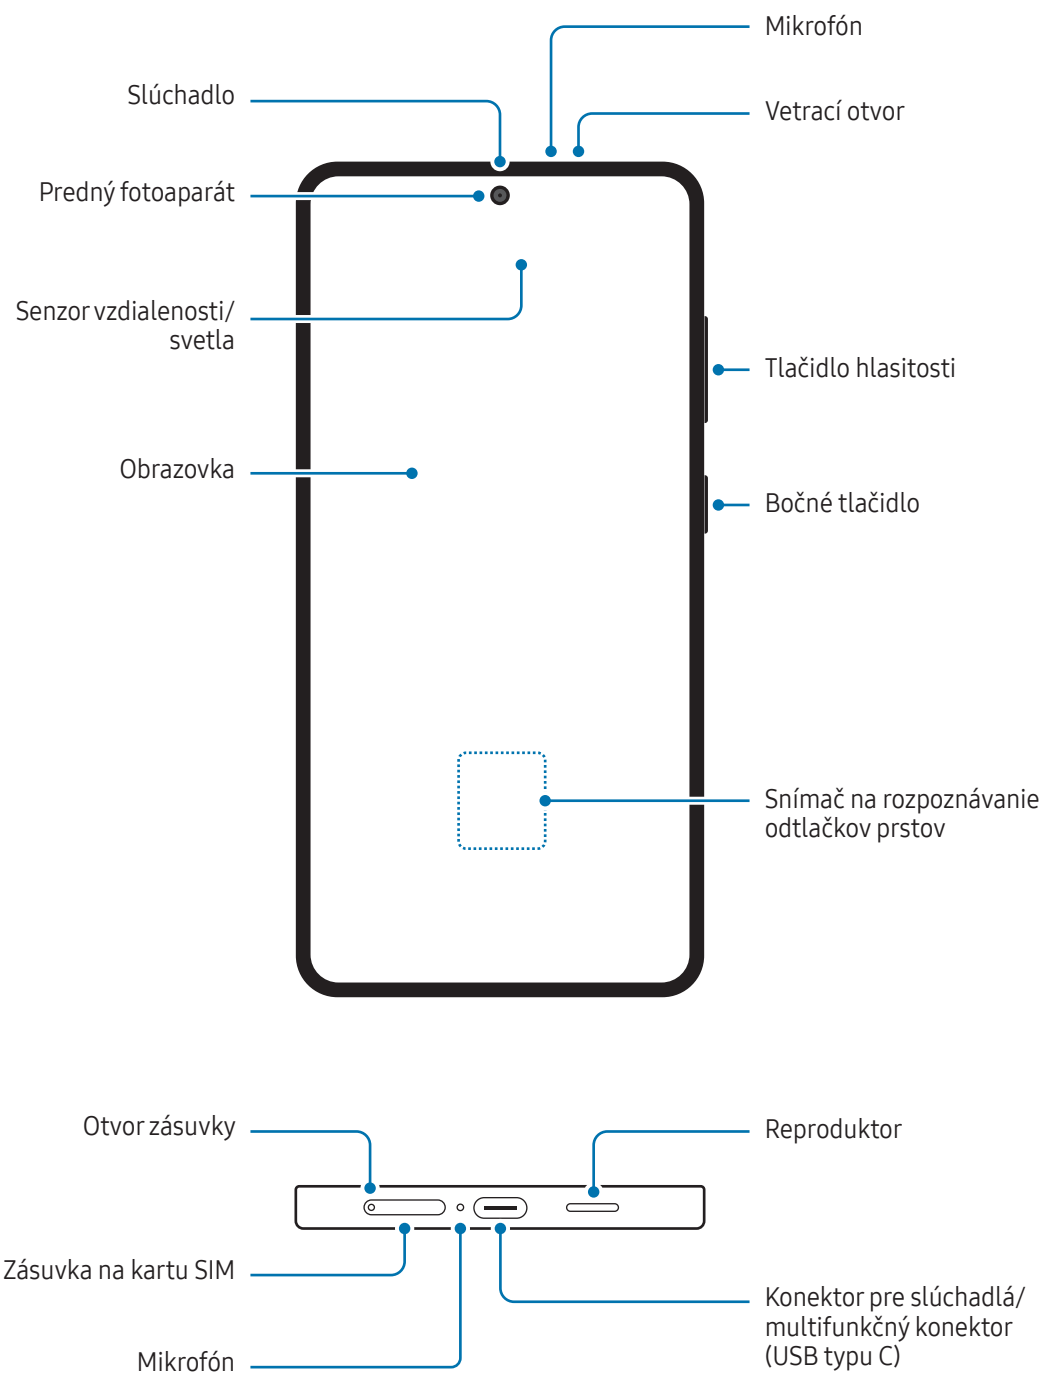 Mikrofón
Slúchadlo
Vetrací otvor
Predný fotoaparát
Senzor vzdialenosti/
svetla
Tlačidlo hlasitosti
Obrazovka
Bočné tlačidlo
Snímač na rozpoznávanie
odtlačkov prstov
Otvor zásuvky
Reproduktor
Zásuvka na kartu SIM
Konektor pre slúchadlá/
multifunkčný konektor
(USB typu C)
Mikrofón